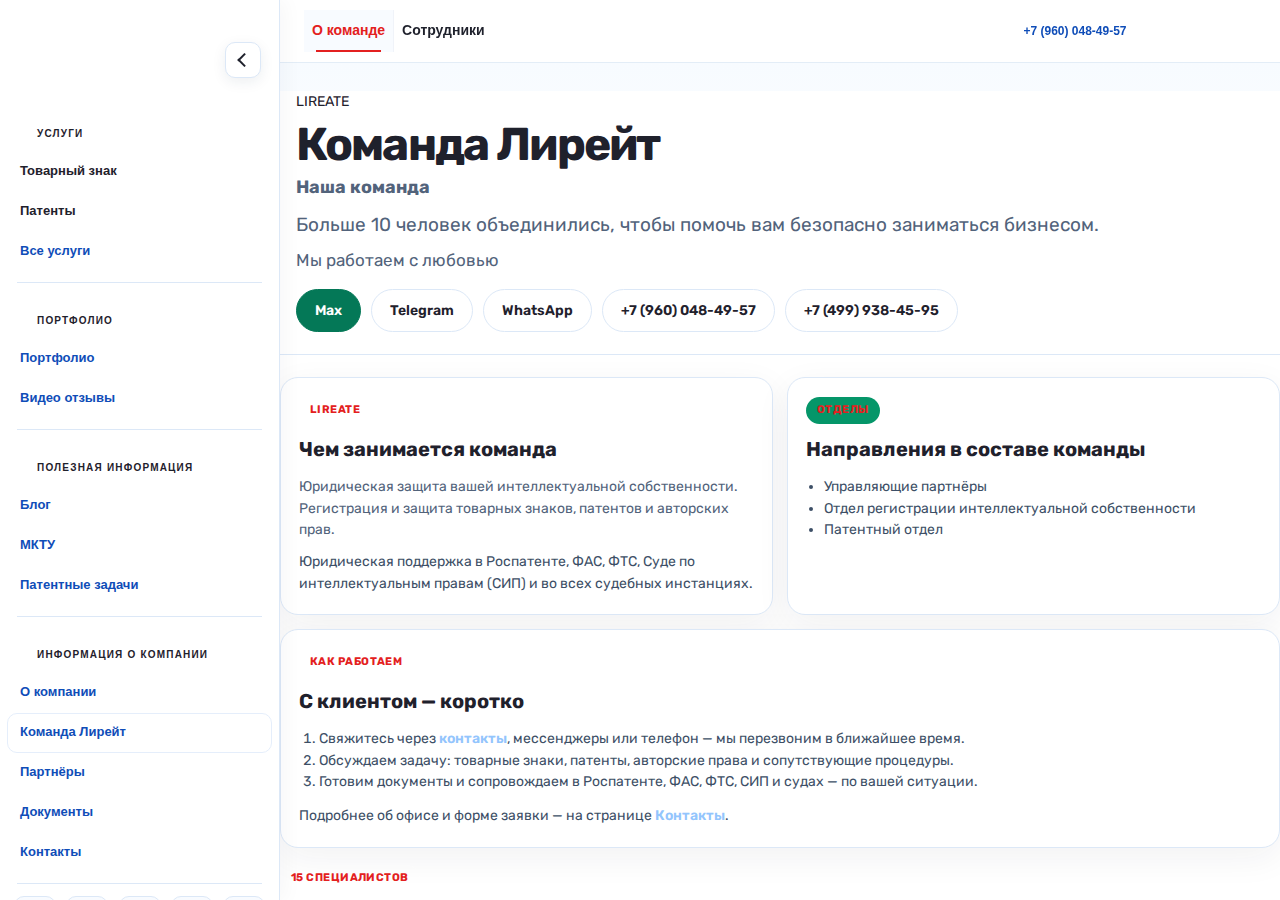 О команде
Сотрудники
+7 (960) 048-49-57
УСЛУГИ
Товарный знак
Патенты
Все услуги
ПОРТФОЛИО
Портфолио
Видео отзывы
ПОЛЕЗНАЯ ИНФОРМАЦИЯ
Блог
МКТУ
Патентные задачи
ИНФОРМАЦИЯ О КОМПАНИИ
О компании
Команда Лирейт
Партнёры
Документы
Контакты
LIREATE
Команда Лирейт
Наша команда
Больше 10 человек объединились, чтобы помочь вам безопасно заниматься бизнесом.
Мы работаем с любовью
Max
Telegram
WhatsApp
+7 (960) 048-49-57
+7 (499) 938-45-95
LIREATE
Чем занимается команда
Юридическая защита вашей интеллектуальной собственности.
Регистрация и защита товарных знаков, патентов и авторских
прав.
Юридическая поддержка в Роспатенте, ФАС, ФТС, Суде по
интеллектуальным правам (СИП) и во всех судебных инстанциях.
ОТДЕЛЫ
Направления в составе команды
• Управляющие партнёры
• Отдел регистрации интеллектуальной собственности
• Патентный отдел
КАК РАБОТАЕМ
С клиентом — коротко
1. Свяжитесь через контакты, мессенджеры или телефон — мы перезвоним в ближайшее время.
2. Обсуждаем задачу: товарные знаки, патенты, авторские права и сопутствующие процедуры.
3. Готовим документы и сопровождаем в Роспатенте, ФАС, ФТС, СИП и судах — по вашей ситуации.
Подробнее об офисе и форме заявки — на странице Контакты.
15 СПЕЦИАЛИСТОВ